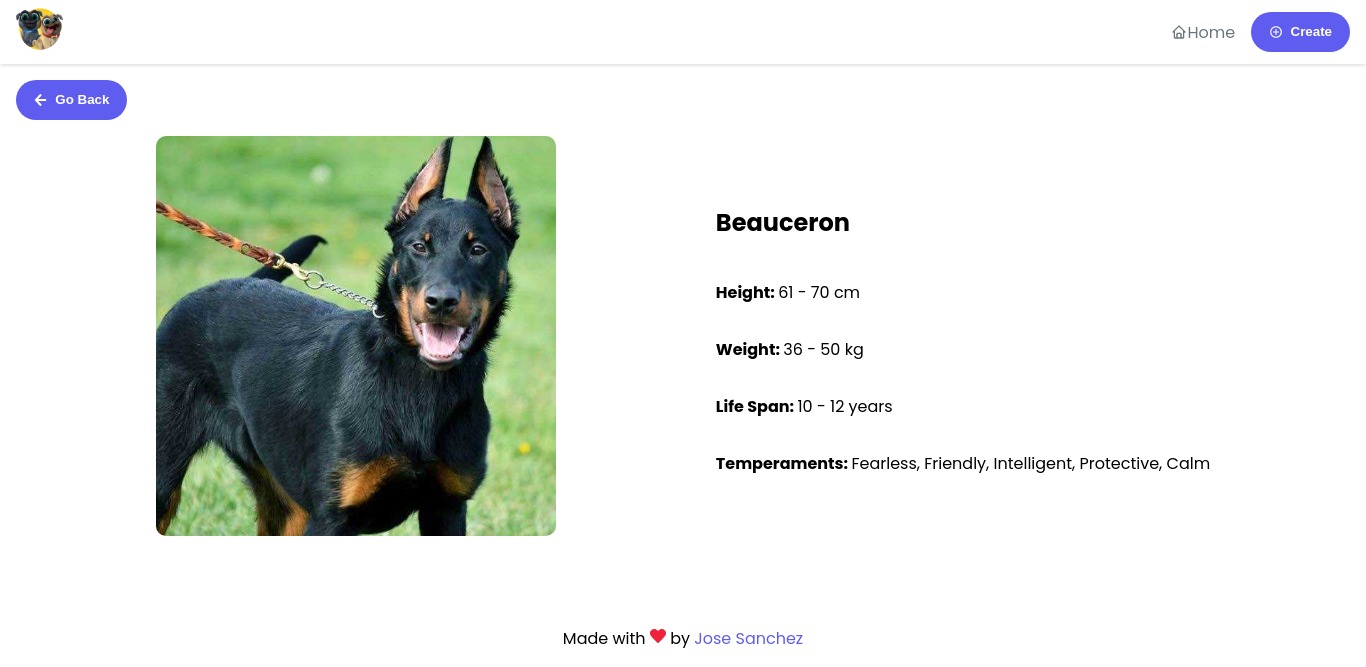 Home
Create
Go Back
Beauceron
Height: 61 - 70 cm
Weight: 36 - 50 kg
Life Span: 10 - 12 years
Temperaments: Fearless, Friendly, Intelligent, Protective, Calm
Made with ❤ by Jose Sanchez